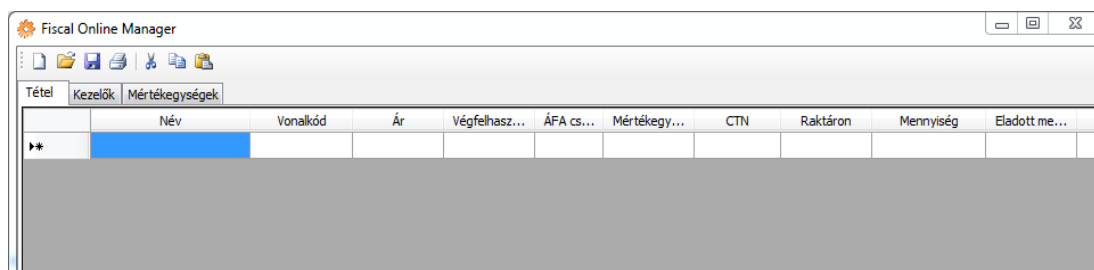 Fiscal Online Manager
Tétel Kezelők Mértékegységek
Név Vonalkód Ár Végfelhasz... ÁFA cs... Mértékegy... CTN Raktáron Mennyiség Eladott me...